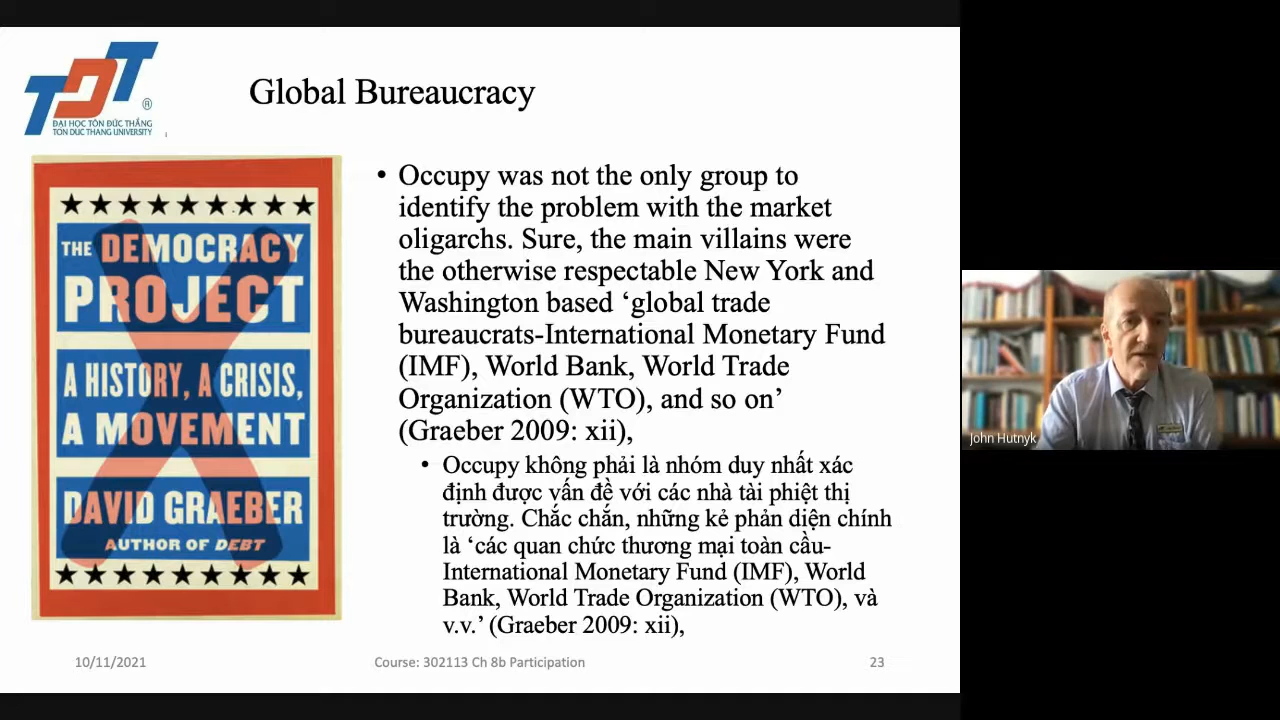 TDT
®
ĐẠI HỌC TÔN ĐỨC THẮNG
TON DUC THANG UNIVERSITY
Global Bureaucracy
THE DEMOCRACY
PROJECT
A HISTORY, A CRISIS,
A MOVEMENT
DAVID GRAEBER
AUTHOR OF DEBT
• Occupy was not the only group to
identify the problem with the market
oligarchs. Sure, the main villains were
the otherwise respectable New York and
Washington based ‘global trade
bureaucrats-International Monetary Fund
(IMF), World Bank, World Trade
Organization (WTO), and so on’
(Graeber 2009: xii),
• Occupy không phải là nhóm duy nhất xác
định được vấn đề với các nhà tài phiệt thị
trường. Chắc chắn, những kẻ phản diện chính
là ‘các quan chức thương mại toàn cầu-
International Monetary Fund (IMF), World
Bank, World Trade Organization (WTO), và
v.v.’ (Graeber 2009: xii),
10/11/2021
Course: 302113 Ch 8b Participation
23
John Hutnyk